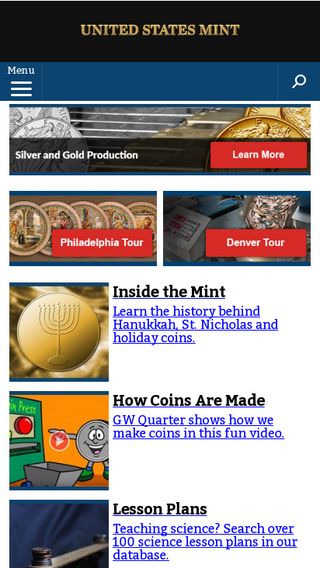 UNITED STATES MINT
Menu
Silver and Gold Production
Learn More
Philadelphia Tour
Denver Tour
Inside the Mint
Learn the history behind
Hanukkah, St. Nicholas and
holiday coins.
How Coins Are Made
GW Quarter shows how we
make coins in this fun video.
Lesson Plans
Teaching science? Search over
100 science lesson plans in our
database.